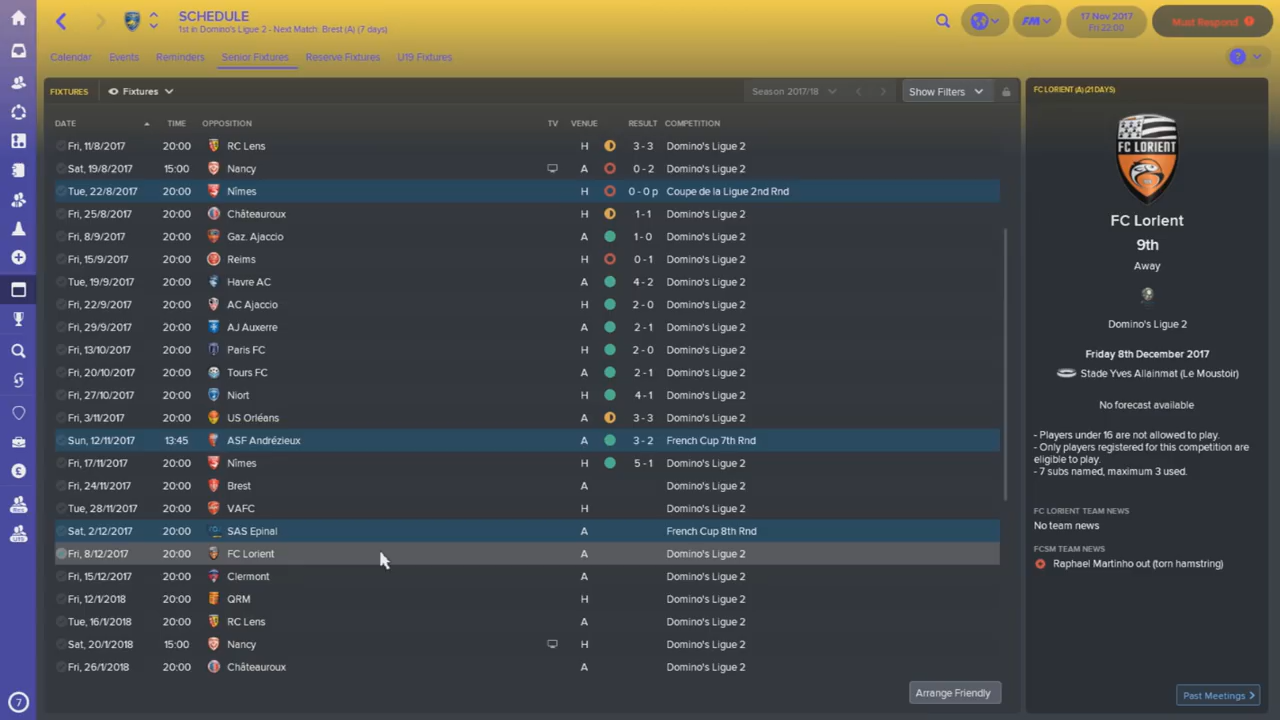 SCHEDULE
1st in Domino's Ligue 2 - Next Match: Brest (A) (7 days)
FM
17 Nov 2017
Fri 22:00
Must Respond
Calendar Events Reminders Senior Fixtures Reserve Fixtures U19 Fixtures
?
FIXTURES Fixtures Season 2017/18 Show Filters
DATE TIME OPPOSITION TV VENUE RESULT COMPETITION
Fri, 11/8/2017 20:00 RC Lens H 3 - 3 Domino's Ligue 2
Sat, 19/8/2017 15:00 Nancy A 0 - 2 Domino's Ligue 2
Tue, 22/8/2017 20:00 Nîmes H 0 - 0 p Coupe de la Ligue 2nd Rnd
Fri, 25/8/2017 20:00 Châteauroux H 1 - 1 Domino's Ligue 2
Fri, 8/9/2017 20:00 Gaz. Ajaccio A 1 - 0 Domino's Ligue 2
Fri, 15/9/2017 20:00 Reims H 0 - 1 Domino's Ligue 2
Tue, 19/9/2017 20:00 Havre AC A 4 - 2 Domino's Ligue 2
Fri, 22/9/2017 20:00 AC Ajaccio H 2 - 0 Domino's Ligue 2
Fri, 29/9/2017 20:00 AJ Auxerre A 2 - 1 Domino's Ligue 2
Fri, 13/10/2017 20:00 Paris FC H 2 - 0 Domino's Ligue 2
Fri, 20/10/2017 20:00 Tours FC A 2 - 1 Domino's Ligue 2
Fri, 27/10/2017 20:00 Niort H 4 - 1 Domino's Ligue 2
Fri, 3/11/2017 20:00 US Orléans A 3 - 3 Domino's Ligue 2
Sun, 12/11/2017 13:45 ASF Andrézieux A 3 - 2 French Cup 7th Rnd
Fri, 17/11/2017 20:00 Nîmes H 5 - 1 Domino's Ligue 2
Fri, 24/11/2017 20:00 Brest A Domino's Ligue 2
Tue, 28/11/2017 20:00 VAFC H Domino's Ligue 2
Sat, 2/12/2017 20:00 SAS Epinal A French Cup 8th Rnd
Fri, 8/12/2017 20:00 FC Lorient A Domino's Ligue 2
Fri, 15/12/2017 20:00 Clermont A Domino's Ligue 2
Fri, 12/1/2018 20:00 QRM H Domino's Ligue 2
Tue, 16/1/2018 20:00 RC Lens A Domino's Ligue 2
Sat, 20/1/2018 15:00 Nancy H Domino's Ligue 2
Fri, 26/1/2018 20:00 Châteauroux A Domino's Ligue 2
Arrange Friendly
FC LORIENT (A) (21 DAYS)
FC LORIENT
FC Lorient
9th
Away
Domino's Ligue 2
Friday 8th December 2017
Stade Yves Allainmat (Le Moustoir)
No forecast available
- Players under 16 are not allowed to play.
- Only players registered for this competition are
eligible to play.
- 7 subs named, maximum 3 used.
FC LORIENT TEAM NEWS
No team news
FCSM TEAM NEWS
Raphael Martinho out (torn hamstring)
Past Meetings
7